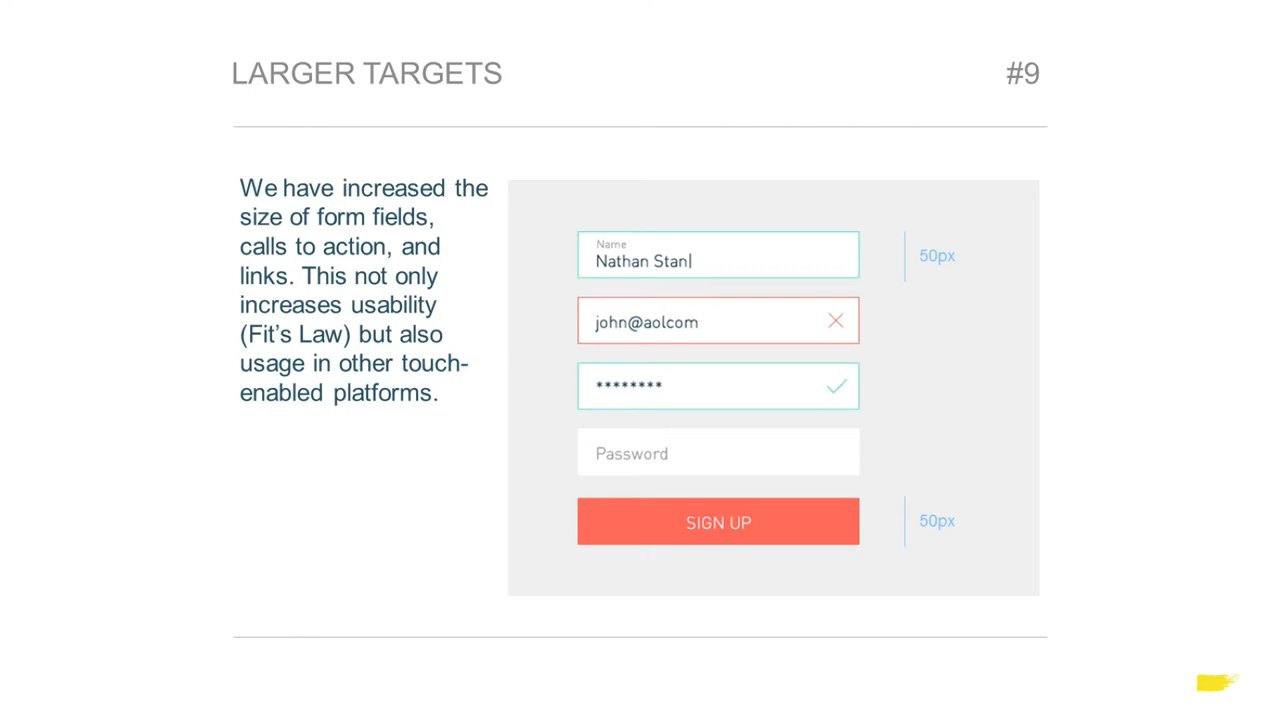 LARGER TARGETS #9
We have increased the
size of form fields,
calls to action, and
links. This not only
increases usability
(Fit's Law) but also
usage in other touch-
enabled platforms.
Name
Nathan Stan
50px
john@aolcom
********
Password
SIGN UP
50px